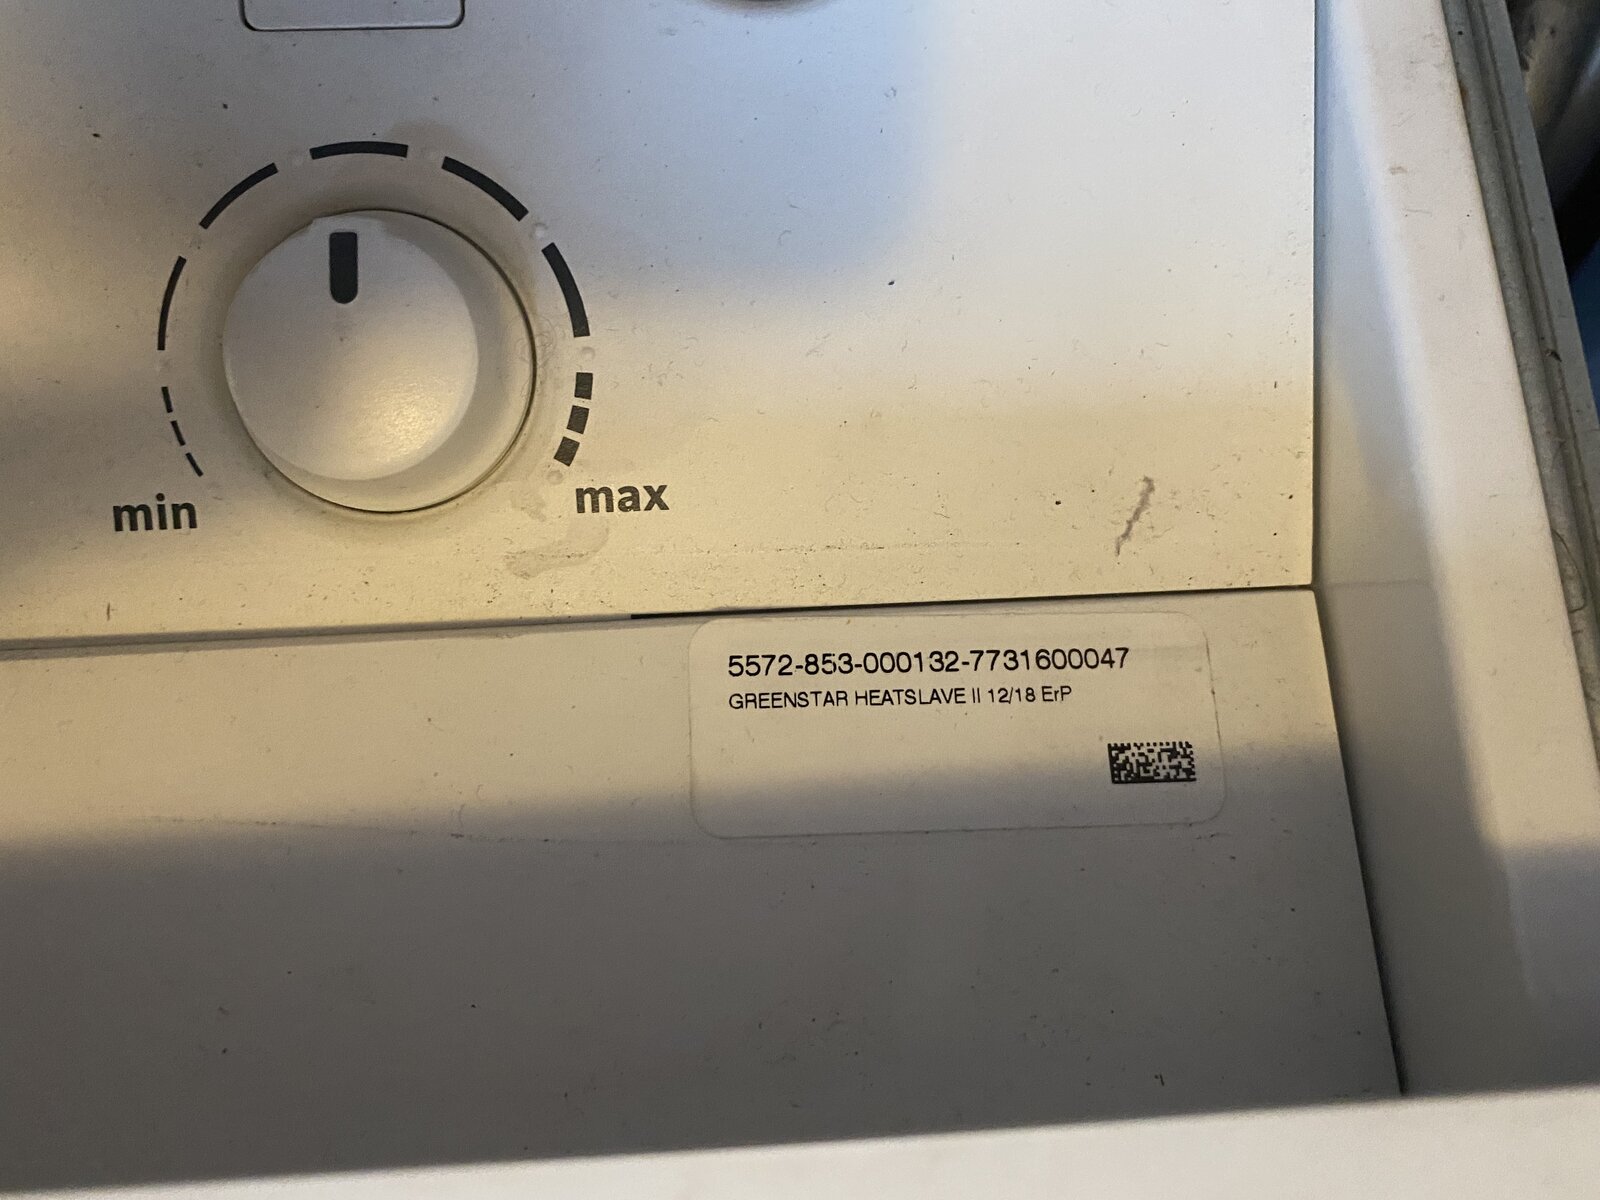 min
max
5572-853-000132-7731600047
GREENSTAR HEATSLAVE II 12/18 ErP